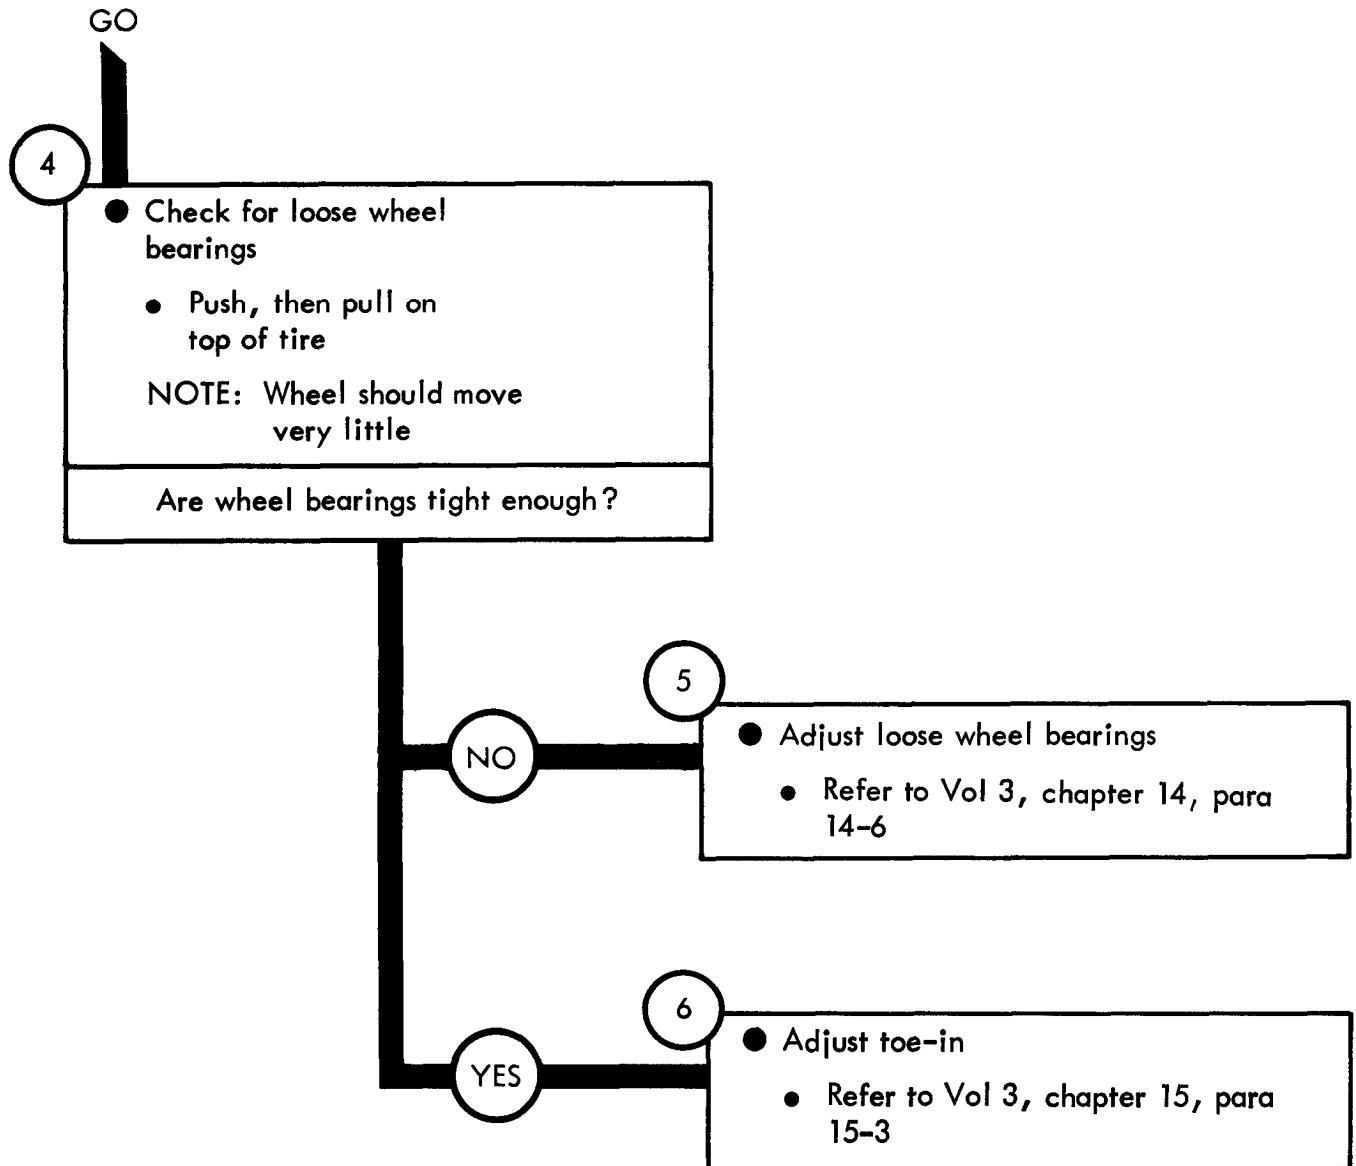 GO
4
● Check for loose wheel
bearings
● Push, then pull on
top of tire
NOTE: Wheel should move
very little
Are wheel bearings tight enough?
NO
5
● Adjust loose wheel bearings
● Refer to Vol 3, chapter 14, para
14-6
YES
6
● Adjust toe-in
● Refer to Vol 3, chapter 15, para
15-3